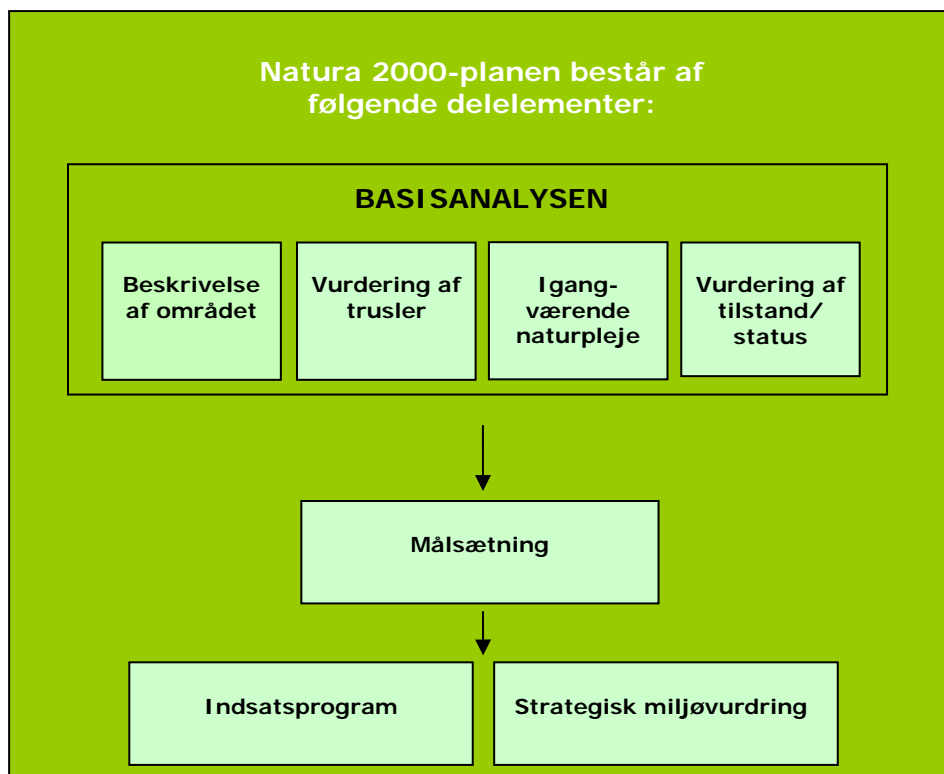 Natura 2000-planen består af
følgende delelementer:
BASISANALYSEN
Beskrivelse
af området
Vurdering af
trusler
Igang-
værende
naturpleje
Vurdering af
tilstand/
status
Målsætning
Indsatsprogram
Strategisk miljøvurdring